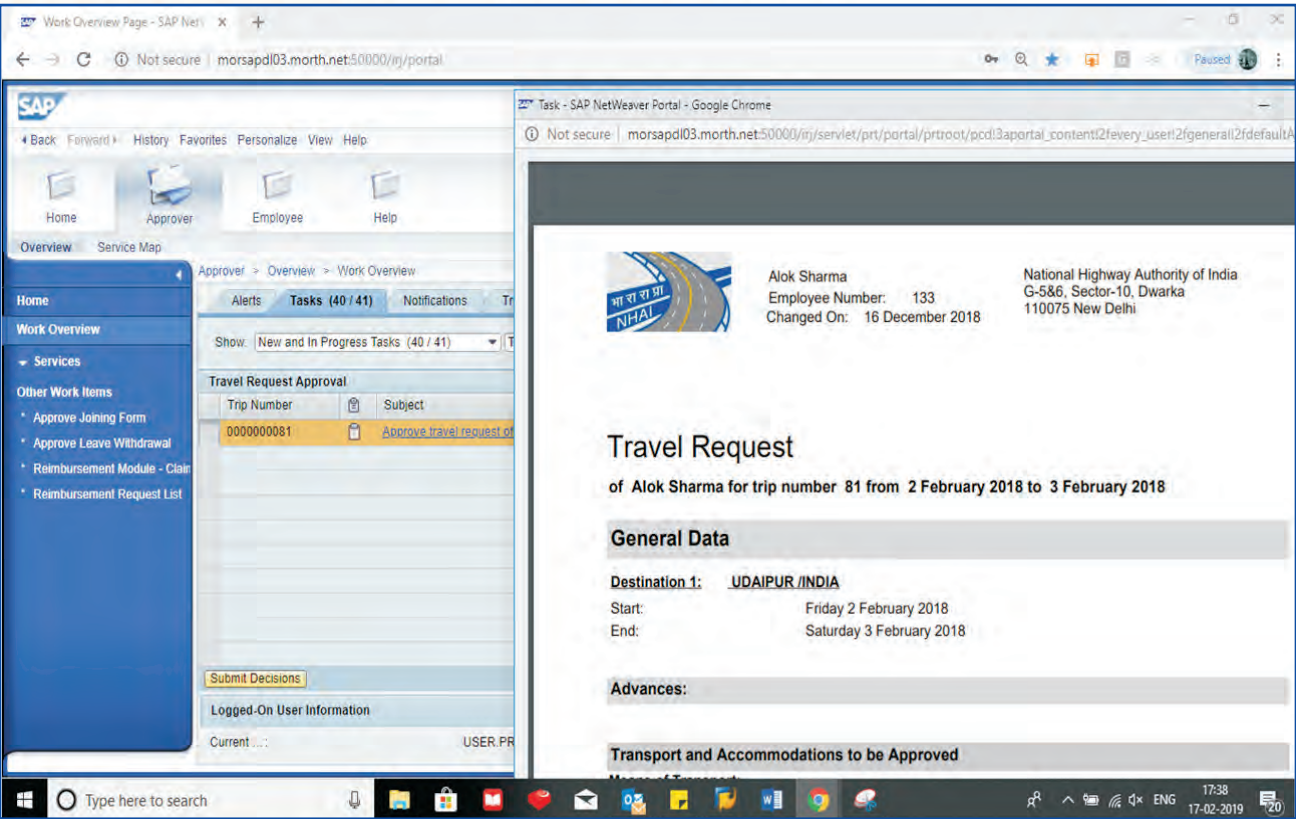 Work Overview Page - SAP Net
Not secure | morsapdl03.morth.net:50000/irj/portal
Paused
SAP
Back Forward History Favorites Personalize View Help
Home Approver Employee Help
Overview Service Map
Approver > Overview > Work Overview
Home
Work Overview
Services
Other Work Items
Approve Joining Form
Approve Leave Withdrawal
Reimbursement Module - Clain
Reimbursement Request List
Alerts Tasks (40 / 41) Notifications Tr
Show: New and In Progress Tasks (40 / 41)
Travel Request Approval
Trip Number Subject
0000000081 Approve travel request of
Submit Decisions
Logged-On User Information
Current ...: USER.PR
Task - SAP NetWeaver Portal - Google Chrome
Not secure | morsapdl03.morth.net:50000/irj/servlet/prt/portal/prtroot/pcd!3aportal_content!2fevery_user!2fgeneral!2fdefaultA
भा रा रा प्रा
NHAI
Alok Sharma
Employee Number: 133
Changed On: 16 December 2018
National Highway Authority of India
G-5&6, Sector-10, Dwarka
110075 New Delhi
Travel Request
of Alok Sharma for trip number 81 from 2 February 2018 to 3 February 2018
General Data
Destination 1: UDAIPUR /INDIA
Start: Friday 2 February 2018
End: Saturday 3 February 2018
Advances:
Transport and Accommodations to be Approved
Type here to search
ENG
17:38
17-02-2019
20